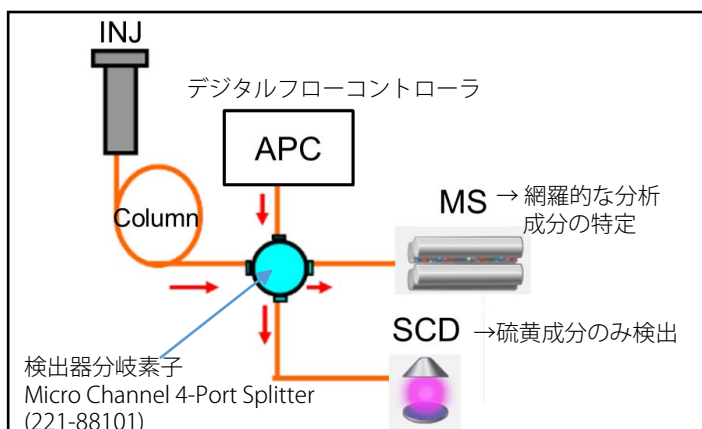 INJ
デジタルフローコントローラ
APC
Column
MS
→ 網羅的な分析
成分の特定
SCD
→硫黄成分のみ検出
検出器分岐素子
Micro Channel 4-Port Splitter
(221-88101)